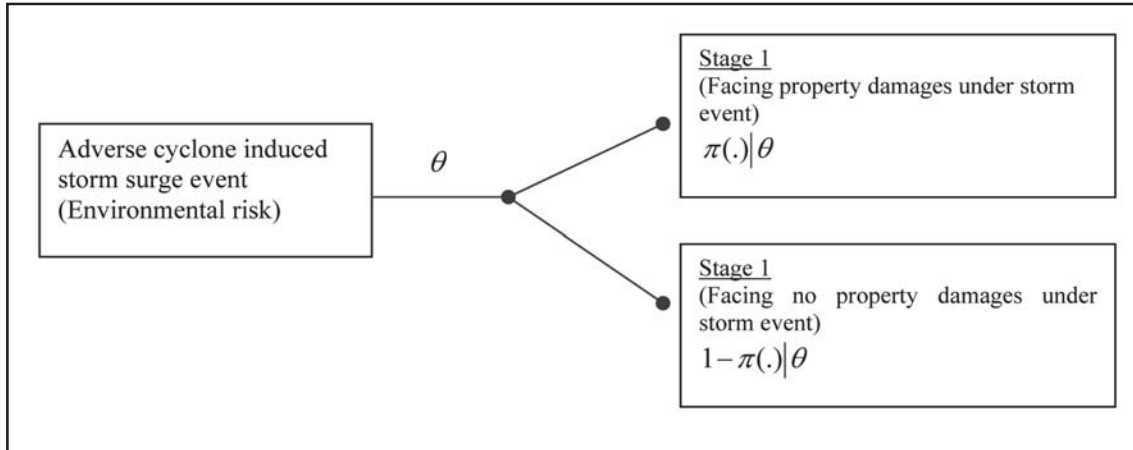 Adverse cyclone induced
storm surge event
(Environmental risk)
θ
Stage 1
(Facing property damages under storm
event)
π(.)|θ
Stage 1
(Facing no property damages under
storm event)
1−π(.)|θ